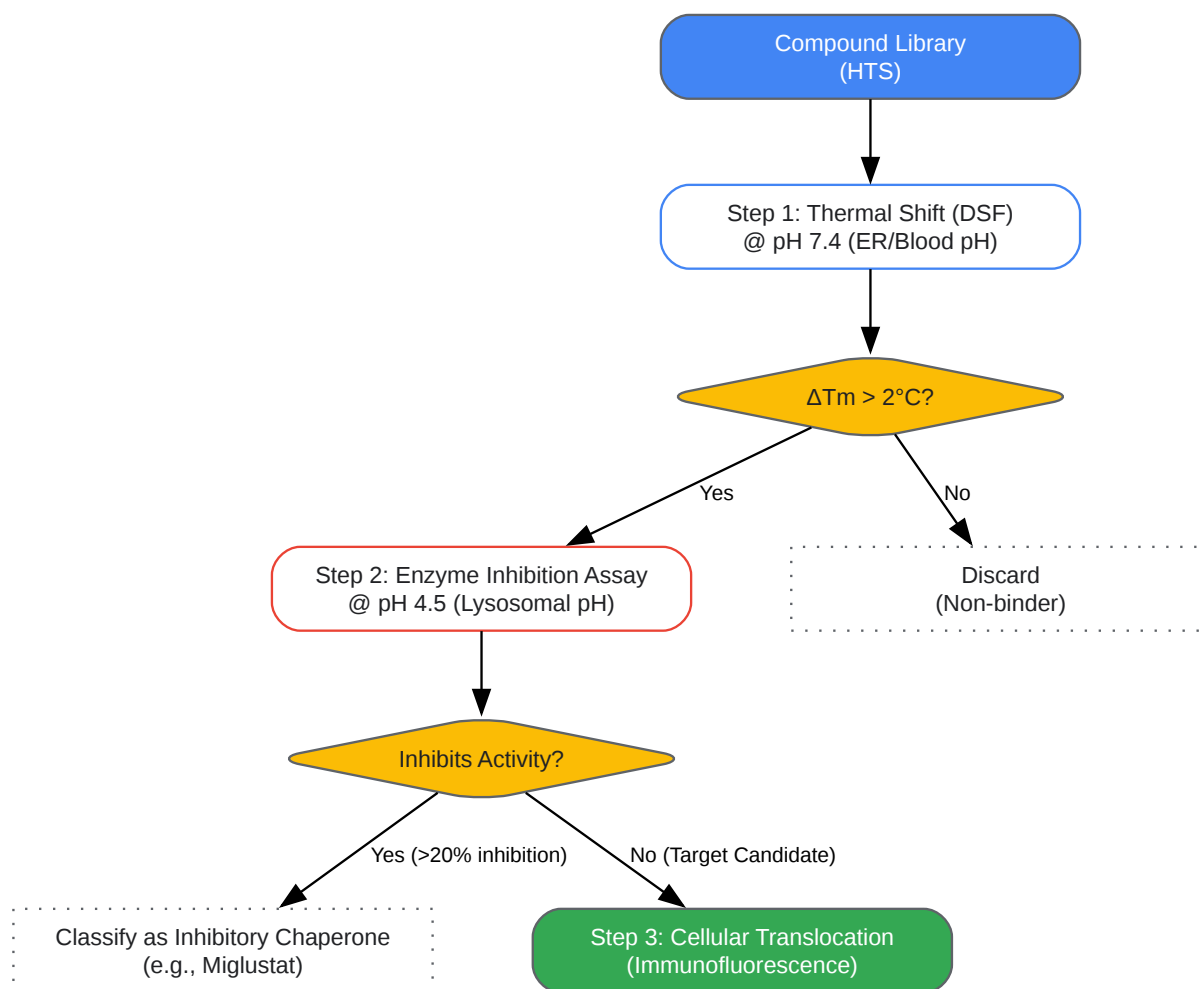 Compound Library
(HTS)
Step 1: Thermal Shift (DSF)
@ pH 7.4 (ER/Blood pH)
ΔTm > 2°C?
Yes
No
Step 2: Enzyme Inhibition Assay
@ pH 4.5 (Lysosomal pH)
Discard
(Non-binder)
Inhibits Activity?
Yes (>20% inhibition)
No (Target Candidate)
Classify as Inhibitory Chaperone
(e.g., Miglustat)
Step 3: Cellular Translocation
(Immunofluorescence)